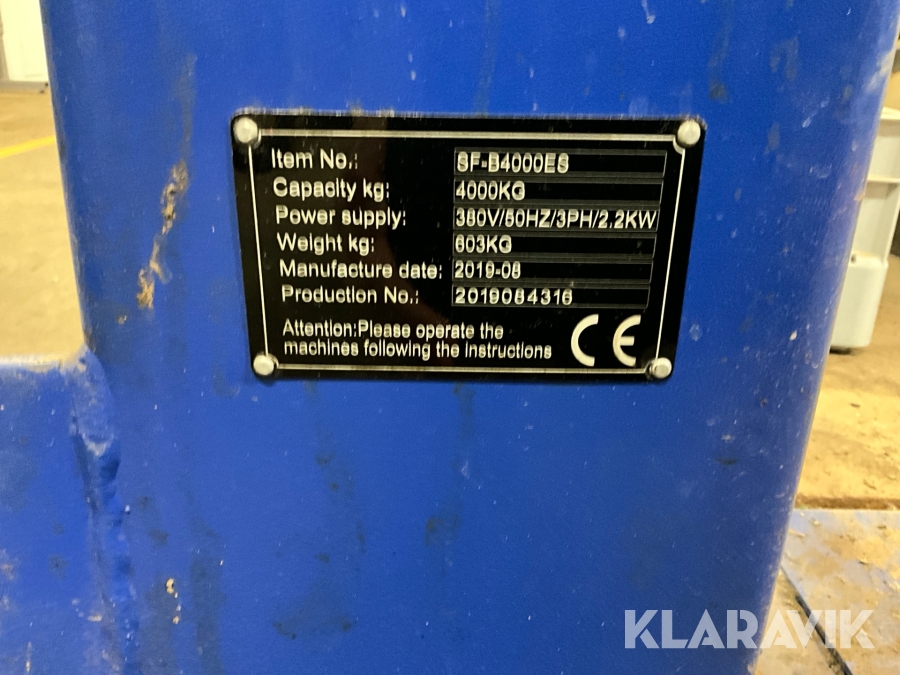 Item No.: SF-B4000ES
Capacity kg: 4000KG
Power supply: 380V/50HZ/3PH/2.2KW
Weight kg: 603KG
Manufacture date: 2019-08
Production No.: 2019084316
Attention:Please operate the
machines following the instructions
CE
KLARAVIK